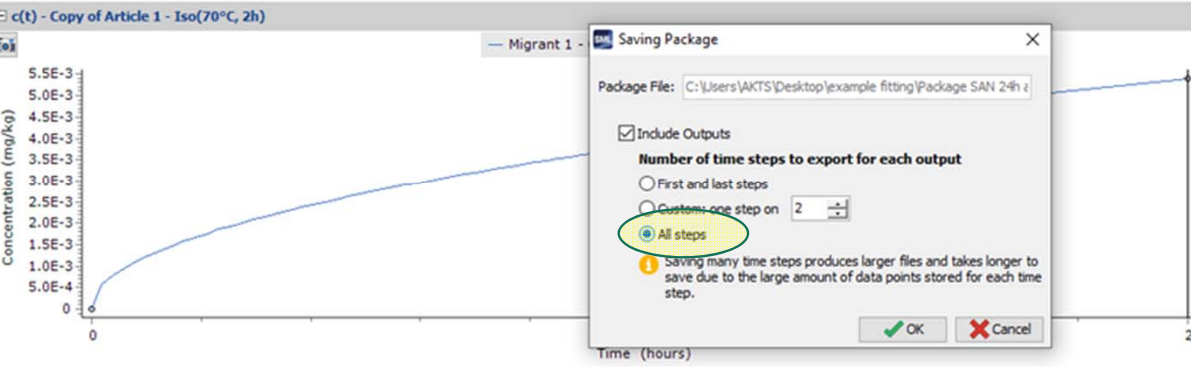 c(t) - Copy of Article 1 - Iso(70°C, 2h)
Migrant 1 -
Concentration (mg/kg)
5.5E-3
5.0E-3
4.5E-3
4.0E-3
3.5E-3
3.0E-3
2.5E-3
2.0E-3
1.5E-3
1.0E-3
5.0E-4
0
0
2
Time (hours)
SML Saving Package
Package File: C:\Users\AKTS\Desktop\example fitting\Package SAN 24h a
Include Outputs
Number of time steps to export for each output
First and last steps
Custom: one step on 2
All steps
Saving many time steps produces larger files and takes longer to
save due to the large amount of data points stored for each time
step.
OK
Cancel